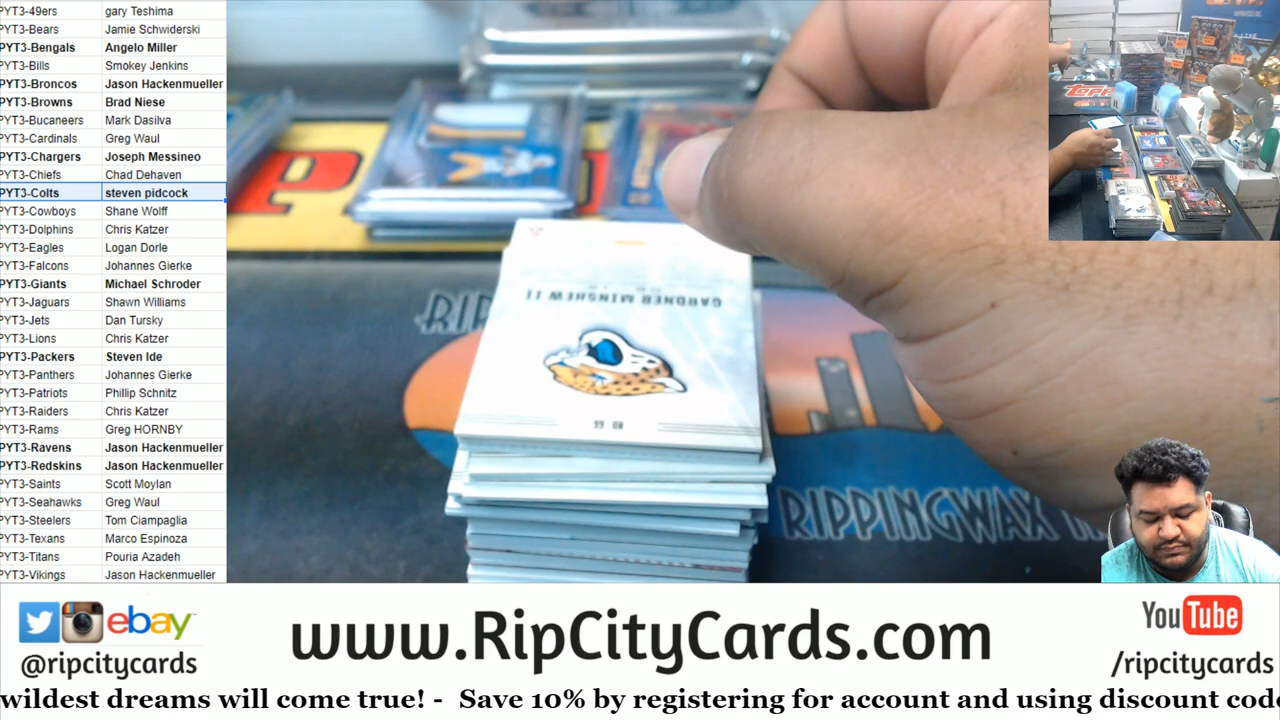 PYT3-49ers gary Teshima
PYT3-Bears Jamie Schwiderski
PYT3-Bengals Angelo Miller
PYT3-Bills Smokey Jenkins
PYT3-Broncos Jason Hackenmueller
PYT3-Browns Brad Niese
PYT3-Bucaneers Mark Dasilva
PYT3-Cardinals Greg Waul
PYT3-Chargers Joseph Messineo
PYT3-Chiefs Chad Dehaven
PYT3-Colts steven pidcock
PYT3-Cowboys Shane Wolff
PYT3-Dolphins Chris Katzer
PYT3-Eagles Logan Dorle
PYT3-Falcons Johannes Gierke
PYT3-Giants Michael Schroder
PYT3-Jaguars Shawn Williams
PYT3-Jets Dan Tursky
PYT3-Lions Chris Katzer
PYT3-Packers Steven Ide
PYT3-Panthers Johannes Gierke
PYT3-Patriots Phillip Schnitz
PYT3-Raiders Chris Katzer
PYT3-Rams Greg HORNBY
PYT3-Ravens Jason Hackenmueller
PYT3-Redskins Jason Hackenmueller
PYT3-Saints Scott Moylan
PYT3-Seahawks Greg Waul
PYT3-Steelers Tom Ciampaglia
PYT3-Texans Marco Espinoza
PYT3-Titans Pouria Azadeh
PYT3-Vikings Jason Hackenmueller
GARDNER MINSHEW II
RIP
RIPPINGWAX
Topps
ebay
@ripcitycards
www.RipCityCards.com
YouTube
/ripcitycards
wildest dreams will come true! - Save 10% by registering for account and using discount code